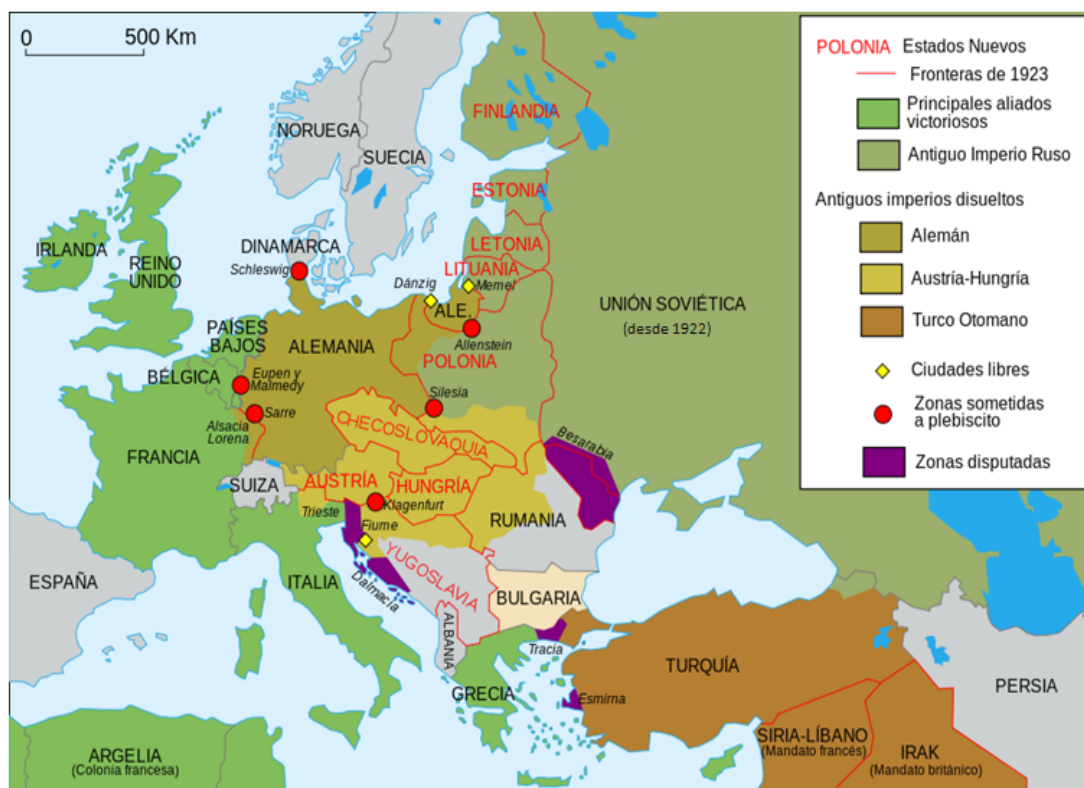 0 500 Km
NORUEGA
SUECIA
FINLANDIA
ESTONIA
LETONIA
LITUANIA
IRLANDA
REINO
UNIDO
DINAMARCA
Schleswig
Dánzig
Memel
ALE.
Allenstein
PAÍSES
BAJOS
ALEMANIA
POLONIA
UNIÓN SOVIÉTICA
(desde 1922)
BÉLGICA
Eupen y
Malmedy
Silesia
Sarre
Alsacia
Lorena
CHECOSLOVAQUIA
Besarabia
FRANCIA
SUIZA
AUSTRÍA
HUNGRÍA
Klagenfurt
Trieste
Fiume
RUMANIA
ESPAÑA
ITALIA
YUGOSLAVIA
Dalmacia
BULGARIA
ALBANIA
Tracia
GRECIA
Esmirna
TURQUÍA
PERSIA
ARGELIA
(Colonia francesa)
SIRIA-LÍBANO
(Mandato francés)
IRAK
(Mandato británico)
POLONIA Estados Nuevos
Fronteras de 1923
Principales aliados
victoriosos
Antiguo Imperio Ruso
Antiguos imperios disueltos
Alemán
Austría-Hungría
Turco Otomano
Ciudades libres
Zonas sometidas
a plebiscito
Zonas disputadas